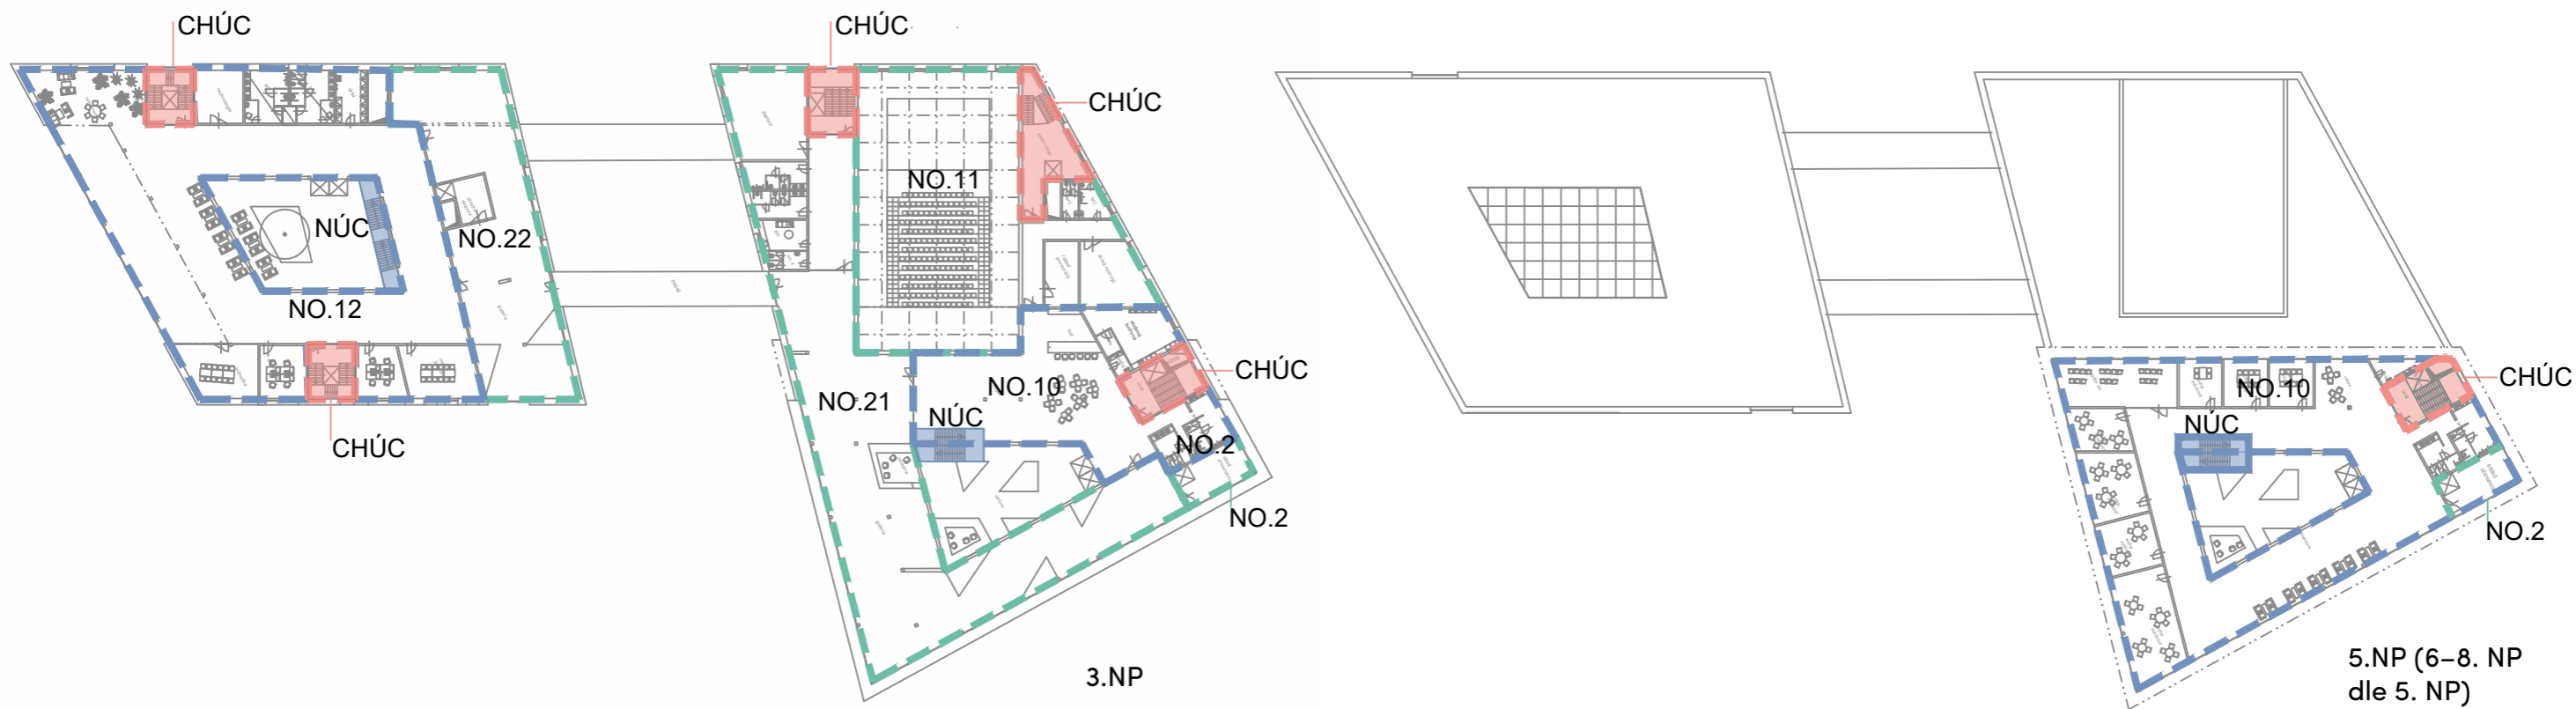 CHÚC
CHÚC
CHÚC
NO.11
NÚC
NO.22
NO.12
CHÚC
CHÚC
NO.10
NO.21
NÚC
NO.2
NO.2
3.NP
CHÚC
NO.10
NÚC
NO.2
5.NP (6–8. NP
dle 5. NP)